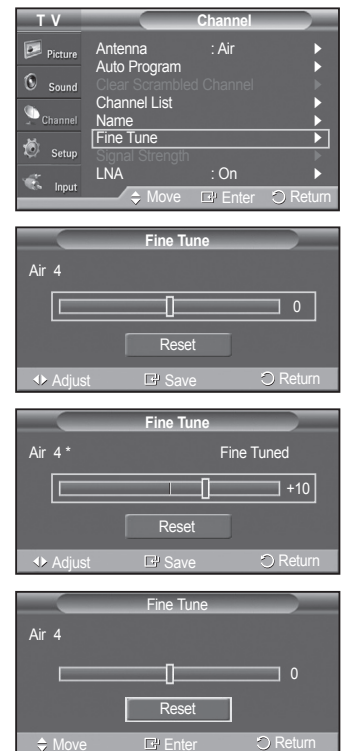 T V Channel
Picture
Sound
Channel
Setup
Input
Antenna : Air
Auto Program
Clear Scrambled Channel
Channel List
Name
Fine Tune
Signal Strength
LNA : On
Move Enter Return
Fine Tune
Air 4
0
Reset
Adjust Save Return
Fine Tune
Air 4 * Fine Tuned
+10
Reset
Adjust Save Return
Fine Tune
Air 4
0
Reset
Move Enter Return